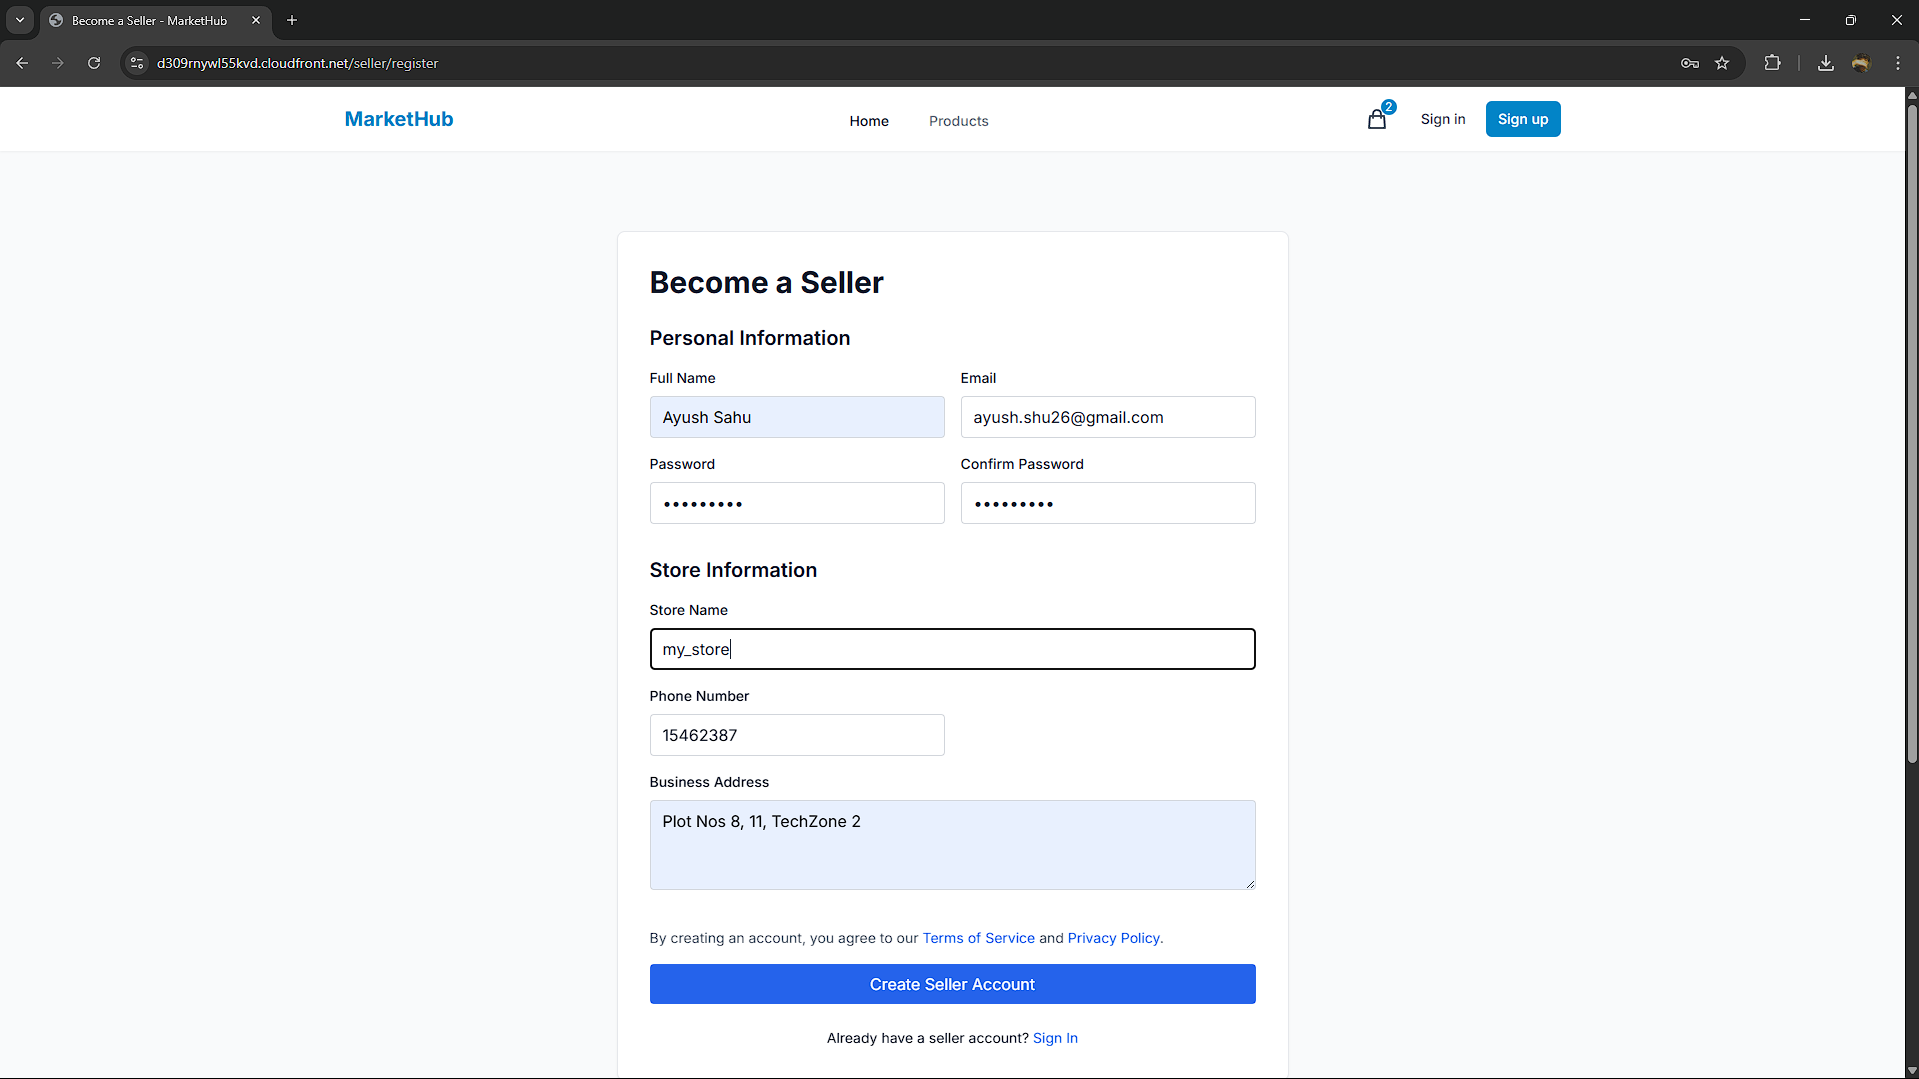 Become a Seller - MarketHub
d309rnywl55kvd.cloudfront.net/seller/register
MarketHub
Home
Products
2
Sign in
Sign up
Become a Seller
Personal Information
Full Name
Email
Ayush Sahu
ayush.shu26@gmail.com
Password
Confirm Password
•••••••••
•••••••••
Store Information
Store Name
my_store
Phone Number
15462387
Business Address
Plot Nos 8, 11, TechZone 2
By creating an account, you agree to our Terms of Service and Privacy Policy.
Create Seller Account
Already have a seller account? Sign In